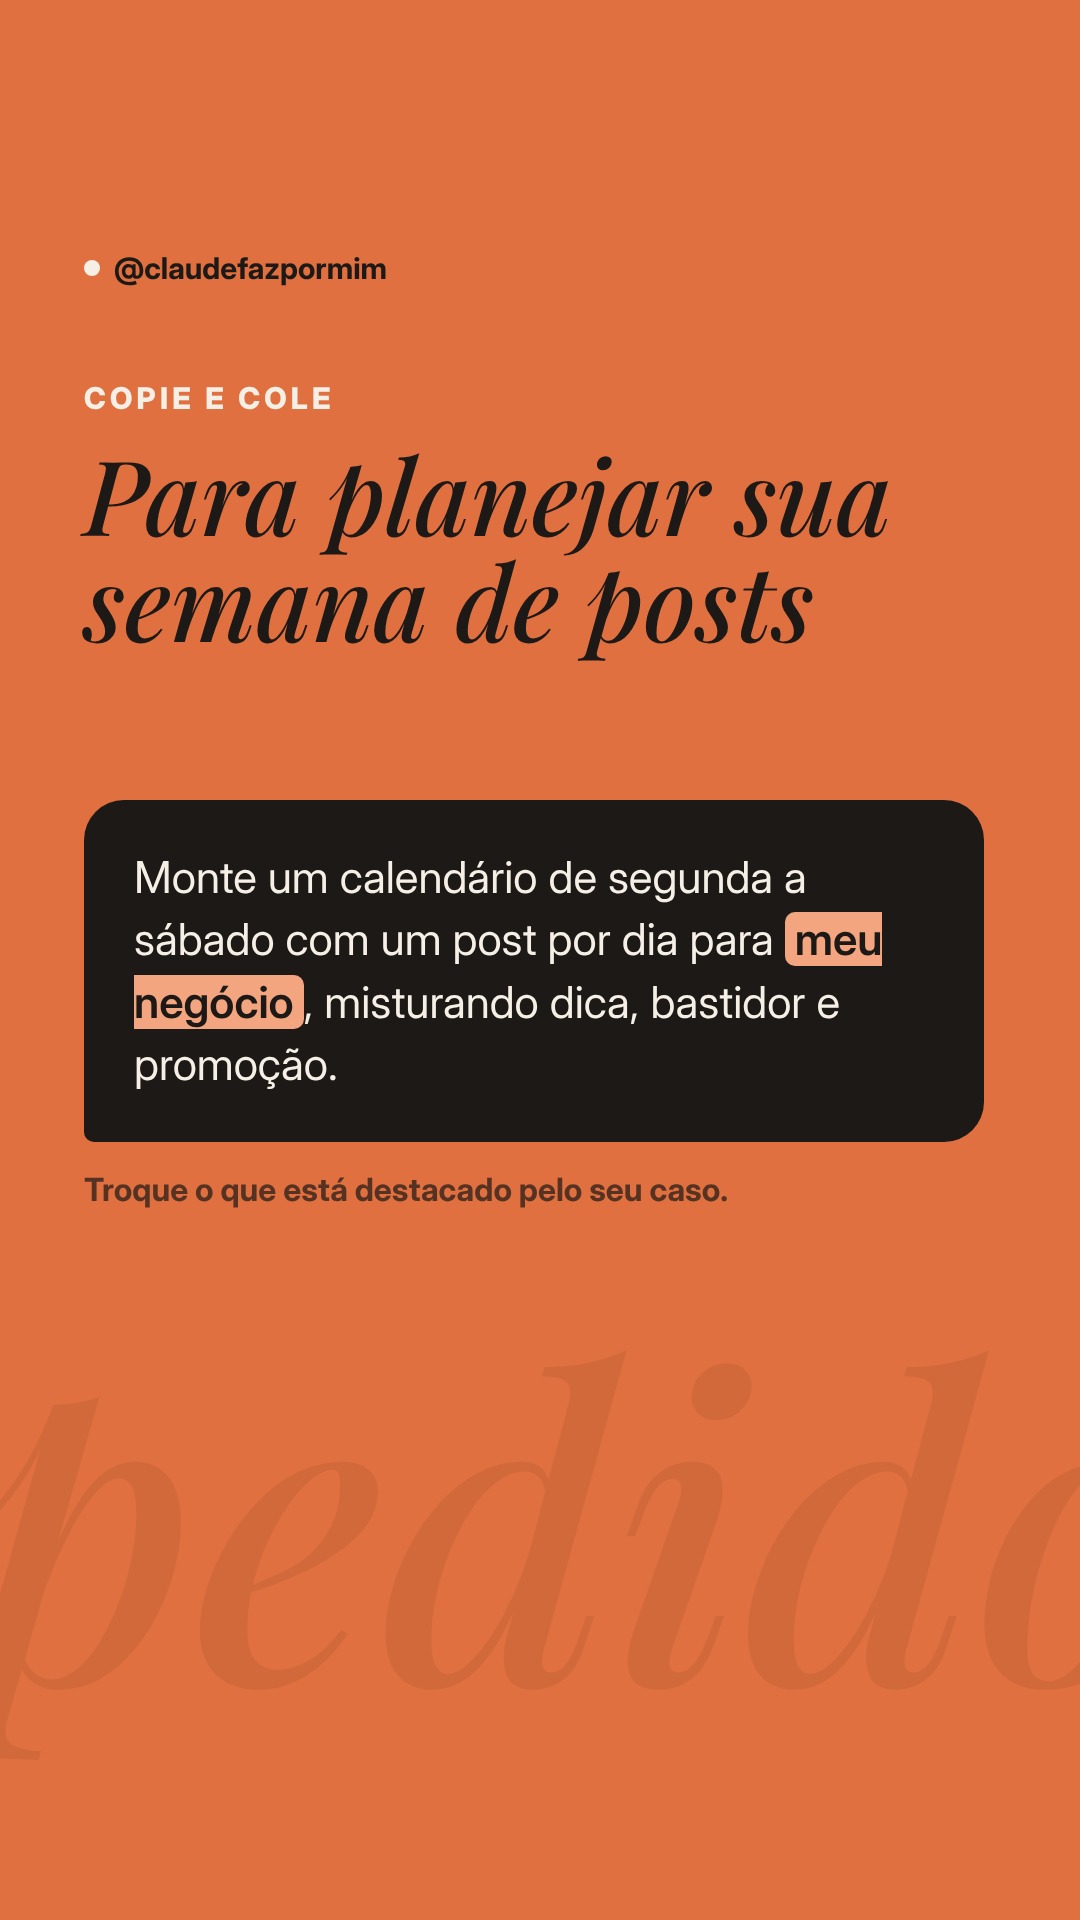 @claudefazpormim
COPIE E COLE
Para planejar sua
semana de posts
Monte um calendário de segunda a
sábado com um post por dia para meu
negócio, misturando dica, bastidor e
promoção.
Troque o que está destacado pelo seu caso.
pedido